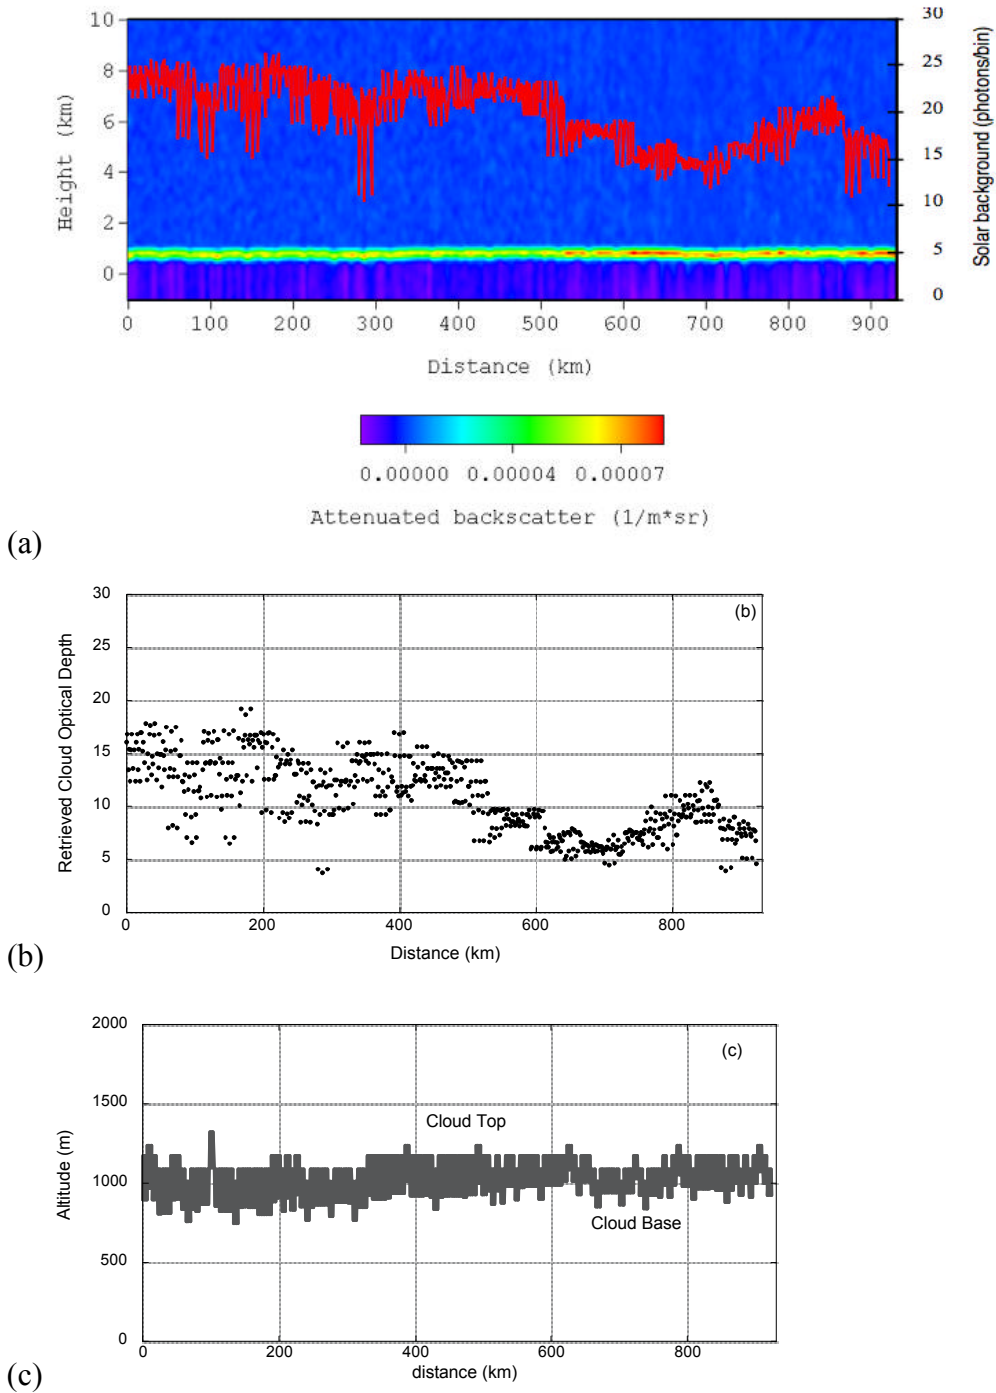 10
8
6
4
2
0
Height (km)
30
25
20
15
10
5
0
Solar background (photons/bin)
0 100 200 300 400 500 600 700 800 900
Distance (km)
0.00000 0.00004 0.00007
Attenuated backscatter (1/m*sr)
(a)
30
25
20
15
10
5
0
Retrieved Cloud Optical Depth
(b)
0 200 400 600 800
Distance (km)
(b)
2000
1500
1000
500
0
Altitude (m)
(c)
Cloud Top
Cloud Base
0 200 400 600 800
distance (km)
(c)